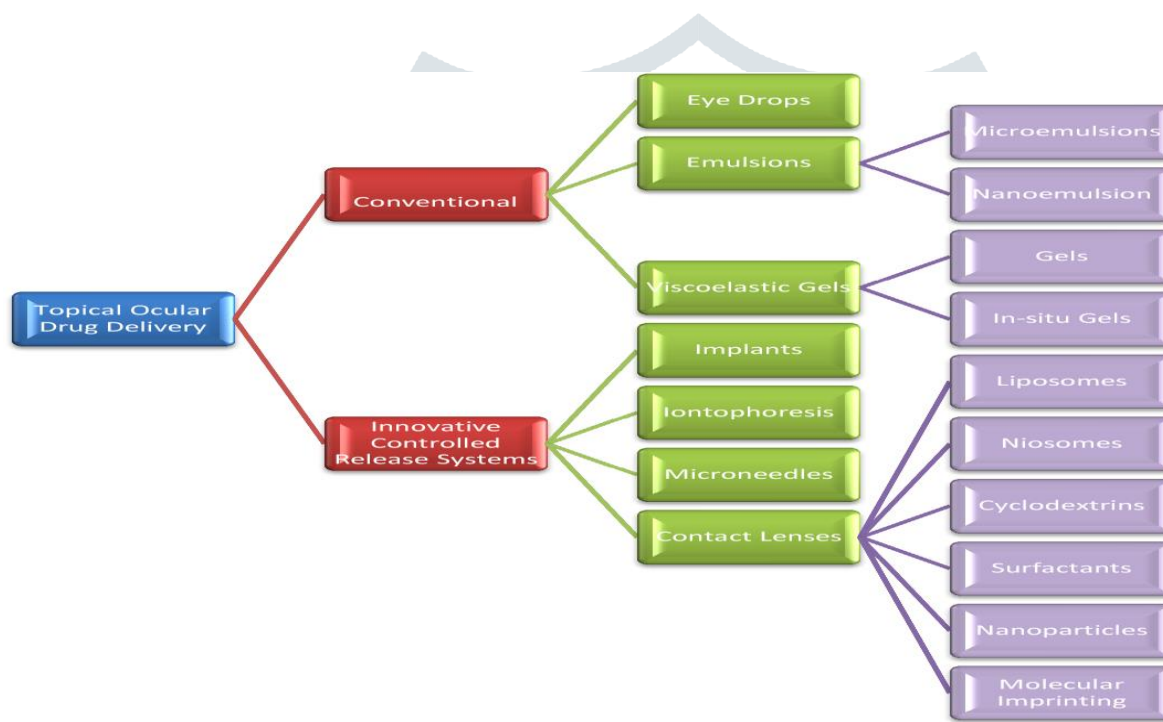 Topical Ocular
Drug Delivery
Conventional
Innovative
Controlled
Release Systems
Eye Drops
Emulsions
Viscoelastic Gels
Implants
Iontophoresis
Microneedles
Contact Lenses
Microemulsions
Nanoemulsion
Gels
In-situ Gels
Liposomes
Niosomes
Cyclodextrins
Surfactants
Nanoparticles
Molecular
Imprinting